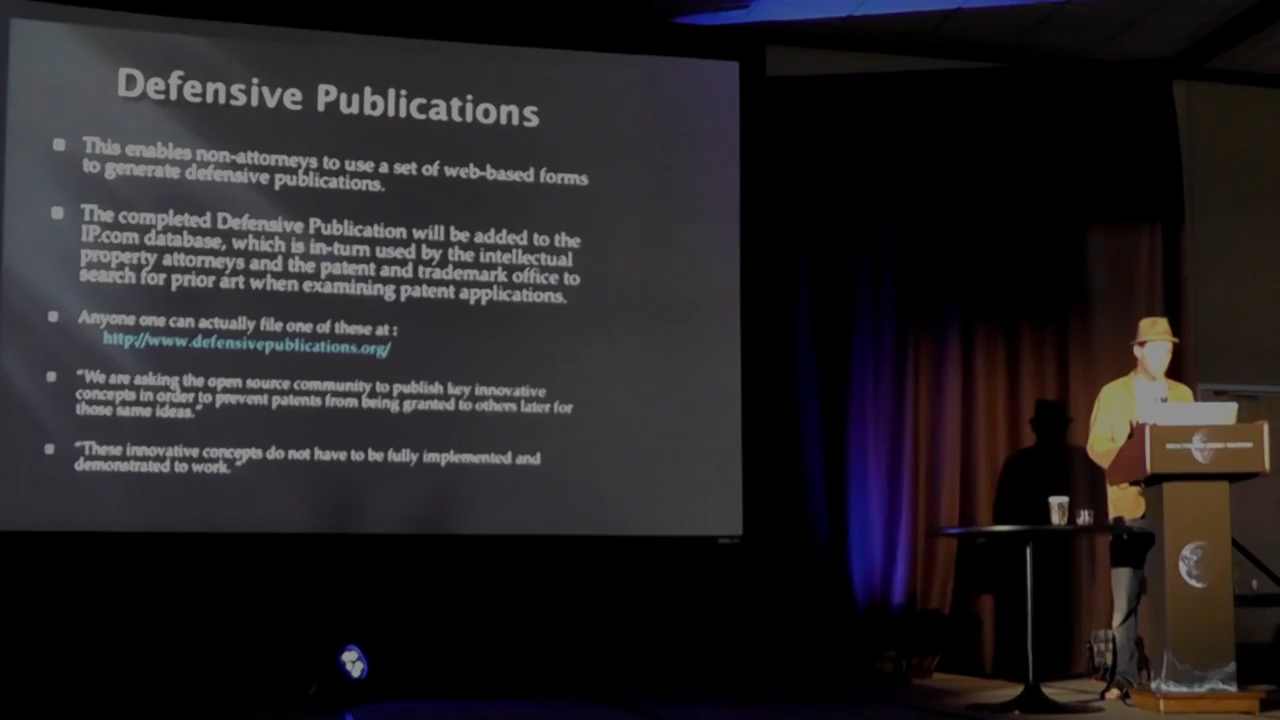 Defensive Publications
This enables non-attorneys to use a set of web-based forms
to generate defensive publications.
The completed Defensive Publication will be added to the
IP.com database, which is in-turn used by the intellectual
property attorneys and the patent and trademark office to
search for prior art when examining patent applications.
Anyone one can actually file one of these at :
http://www.defensivepublications.org/
"We are asking the open source community to publish key innovative
concepts in order to prevent patents from being granted to others later for
those same ideas."
"These innovative concepts do not have to be fully implemented and
demonstrated to work. "